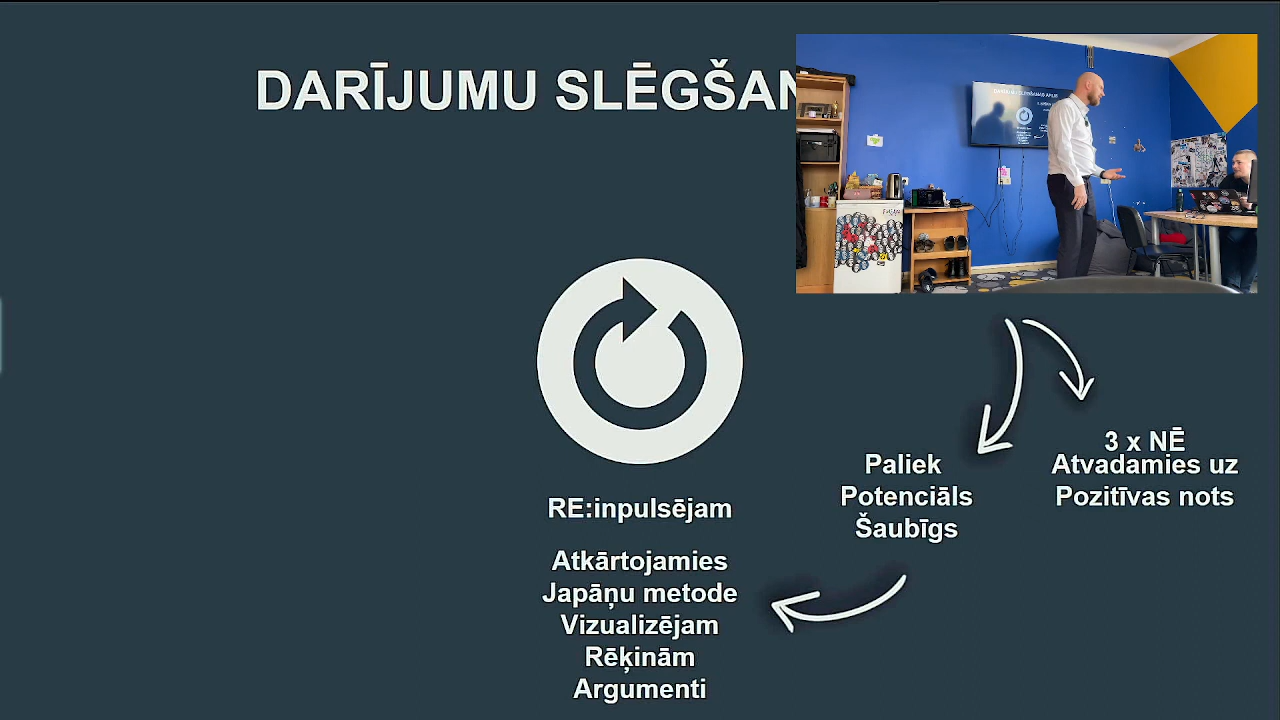 DARĪJUMU SLĒGŠAN
3 x NĒ
Atvadamies uz
Pozitīvas nots
Paliek
Potenciāls
Šaubīgs
RE:inpulsējam
Atkārtojamies
Japāņu metode
Vizualizējam
Rēķinām
Argumenti